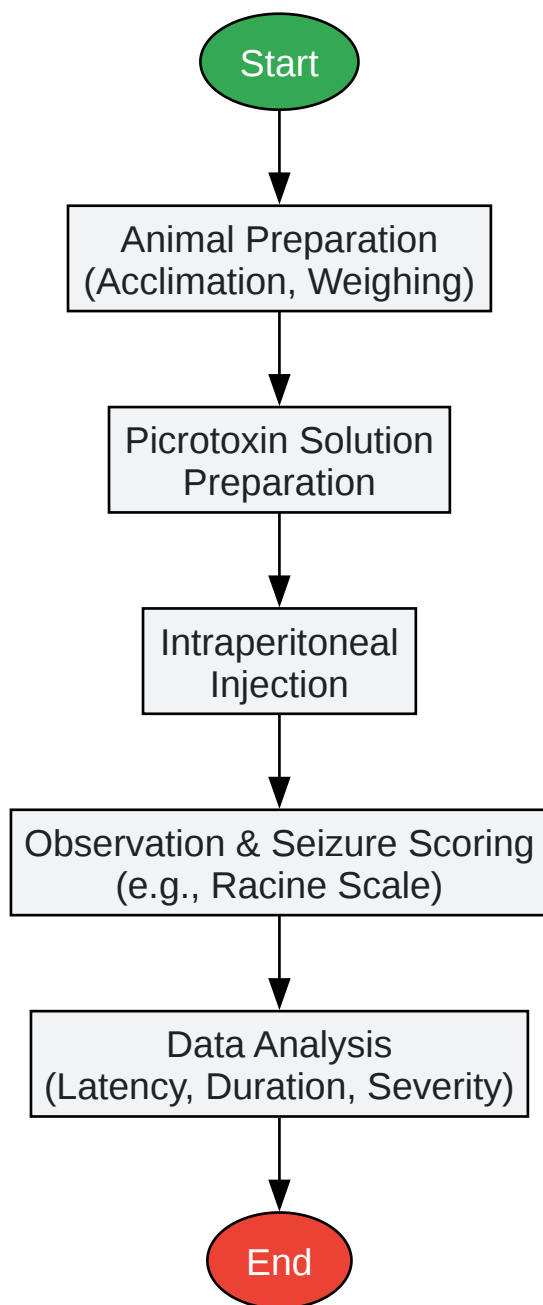 Start
Animal Preparation
(Acclimation, Weighing)
Picrotoxin Solution
Preparation
Intraperitoneal
Injection
Observation & Seizure Scoring
(e.g., Racine Scale)
Data Analysis
(Latency, Duration, Severity)
End